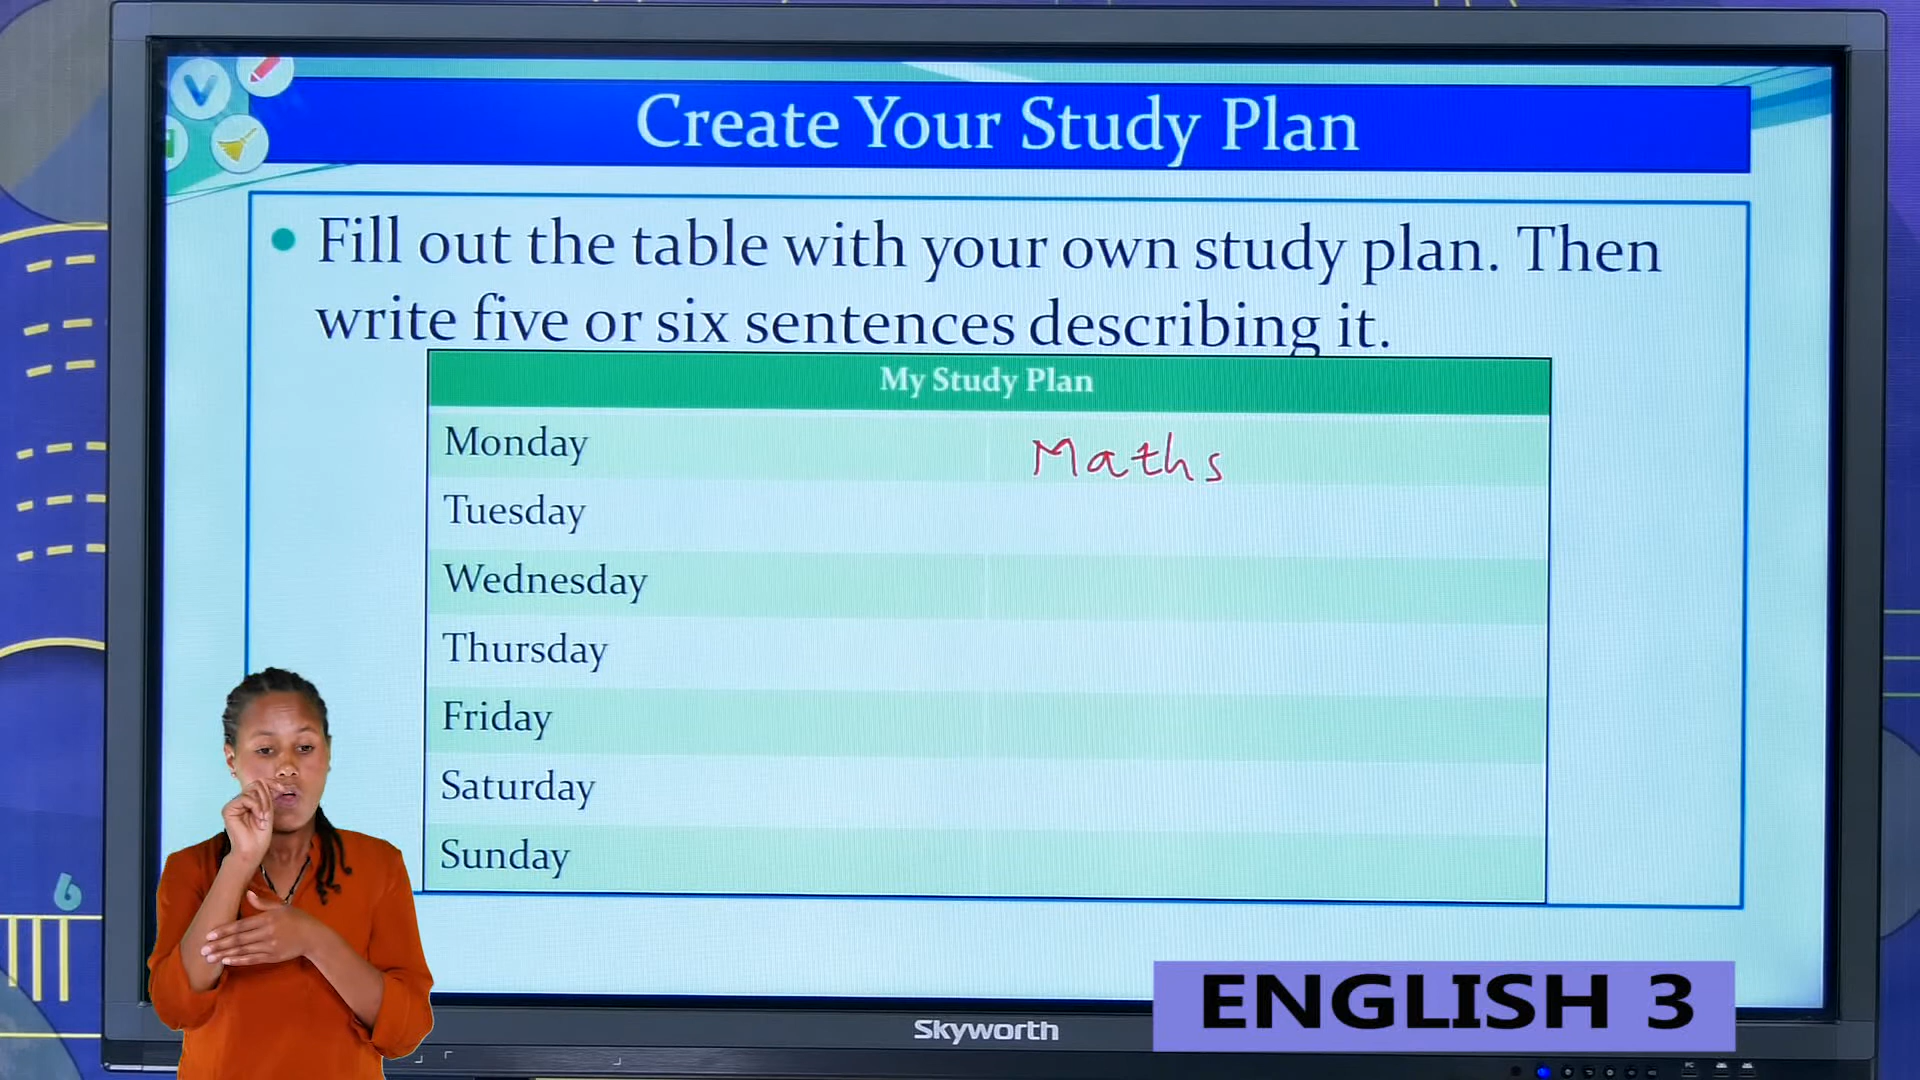 Create Your Study Plan
• Fill out the table with your own study plan. Then
write five or six sentences describing it.
My Study Plan
Monday Maths
Tuesday
Wednesday
Thursday
Friday
Saturday
Sunday
6
Skyworth
ENGLISH 3